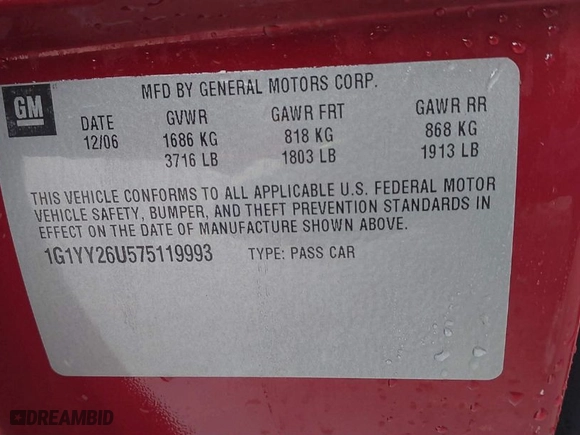 MFD BY GENERAL MOTORS CORP.
GM
DATE GVWR GAWR FRT GAWR RR
12/06 1686 KG 818 KG 868 KG
3716 LB 1803 LB 1913 LB
THIS VEHICLE CONFORMS TO ALL APPLICABLE U.S. FEDERAL MOTOR
VEHICLE SAFETY, BUMPER, AND THEFT PREVENTION STANDARDS IN
EFFECT ON THE DATE OF MANUFACTURE SHOWN ABOVE.
1G1YY26U575119993 TYPE: PASS CAR
DREAMBID